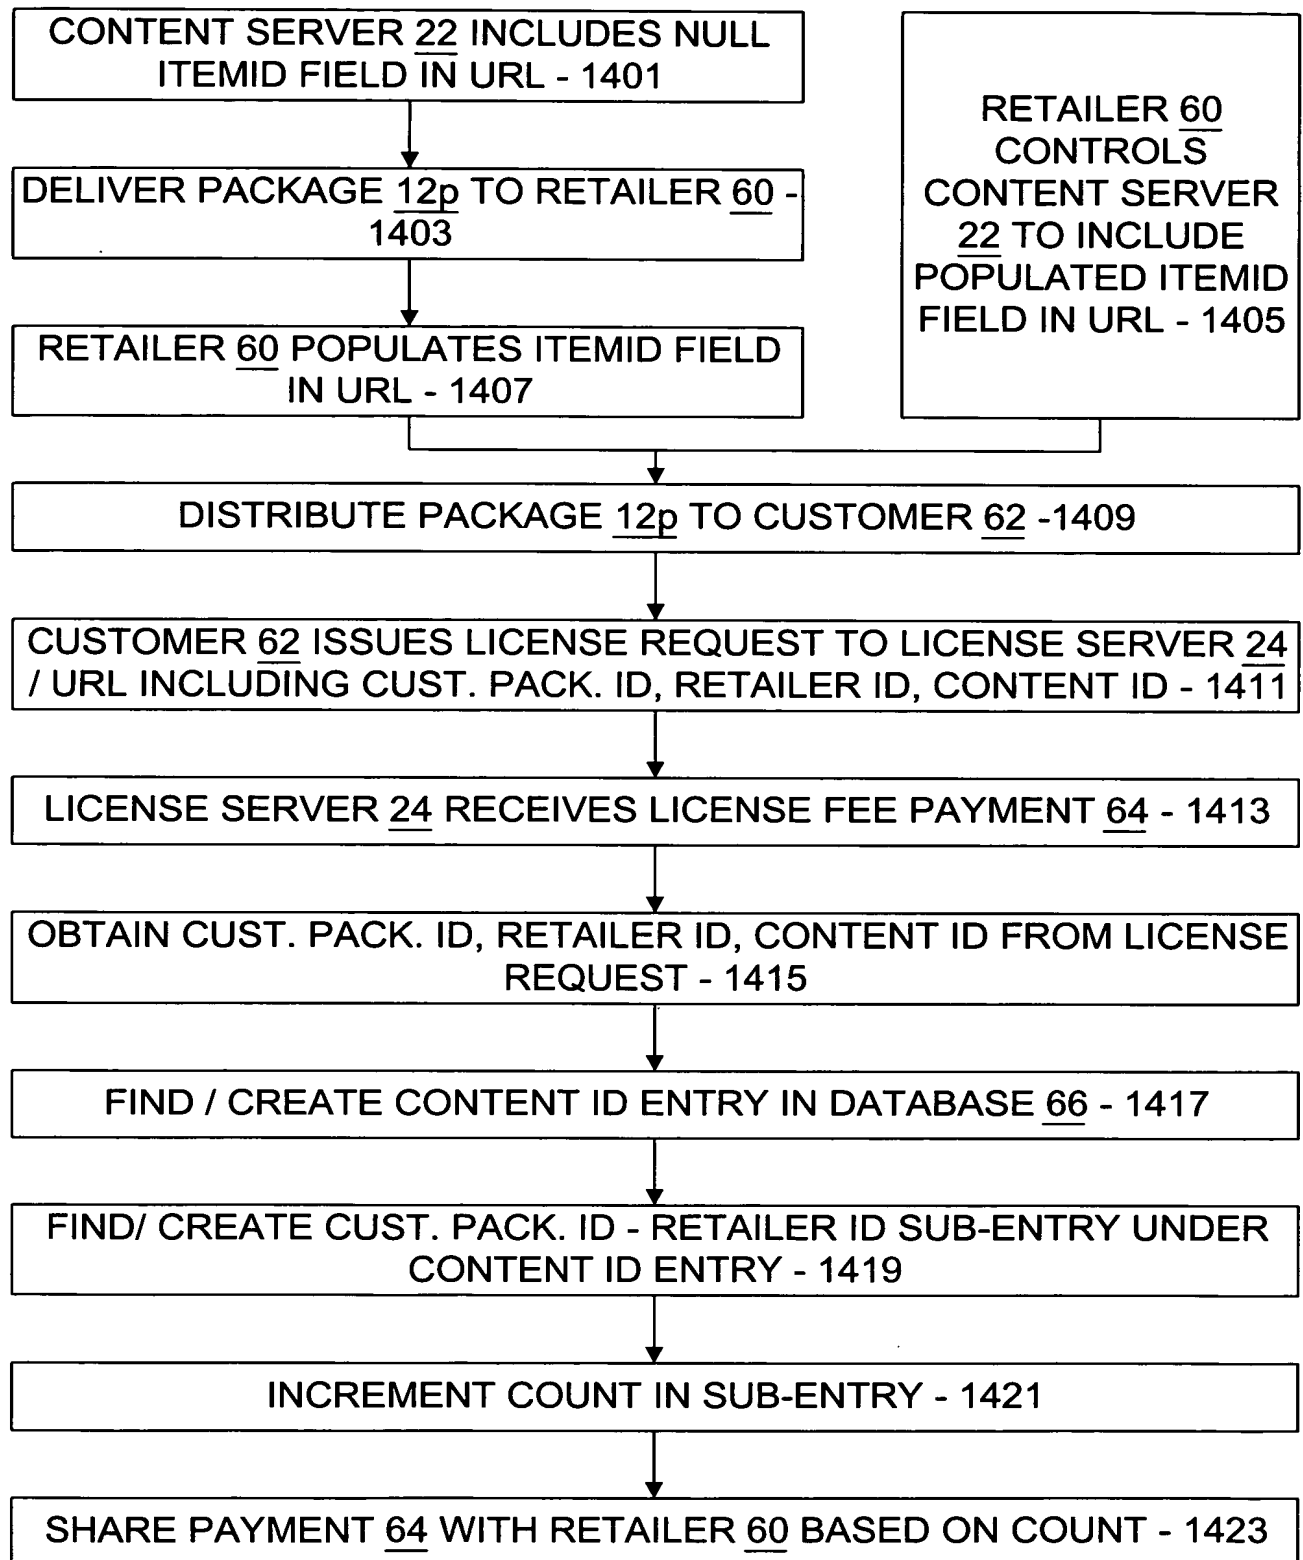 CONTENT SERVER 22 INCLUDES NULL
ITEMID FIELD IN URL - 1401
DELIVER PACKAGE 12p TO RETAILER 60 -
1403
RETAILER 60 POPULATES ITEMID FIELD
IN URL - 1407
RETAILER 60
CONTROLS
CONTENT SERVER
22 TO INCLUDE
POPULATED ITEMID
FIELD IN URL - 1405
DISTRIBUTE PACKAGE 12p TO CUSTOMER 62 -1409
CUSTOMER 62 ISSUES LICENSE REQUEST TO LICENSE SERVER 24
/ URL INCLUDING CUST. PACK. ID, RETAILER ID, CONTENT ID - 1411
LICENSE SERVER 24 RECEIVES LICENSE FEE PAYMENT 64 - 1413
OBTAIN CUST. PACK. ID, RETAILER ID, CONTENT ID FROM LICENSE
REQUEST - 1415
FIND / CREATE CONTENT ID ENTRY IN DATABASE 66 - 1417
FIND/ CREATE CUST. PACK. ID - RETAILER ID SUB-ENTRY UNDER
CONTENT ID ENTRY - 1419
INCREMENT COUNT IN SUB-ENTRY - 1421
SHARE PAYMENT 64 WITH RETAILER 60 BASED ON COUNT - 1423